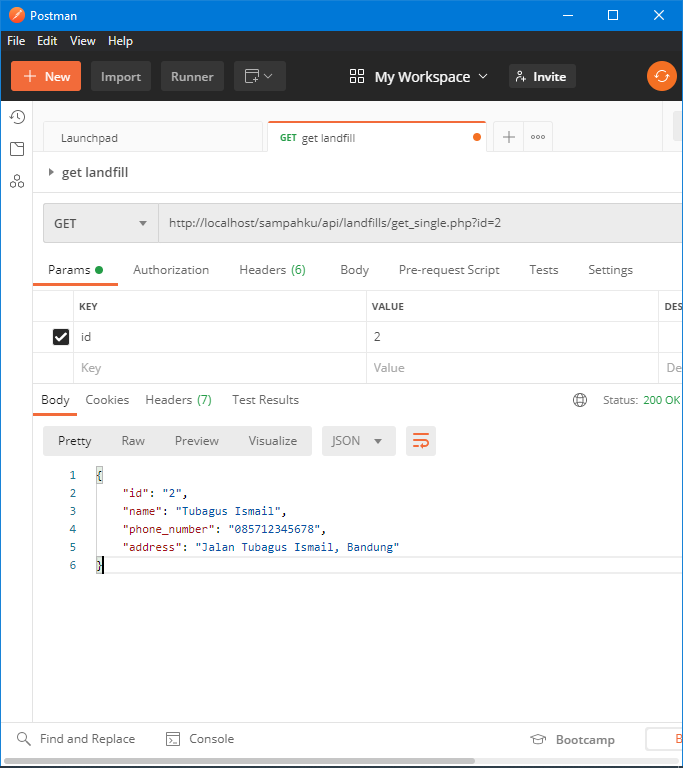 Postman
File Edit View Help
New Import Runner My Workspace Invite
Launchpad GET get landfill
get landfill
GET http://localhost/sampahku/api/landfills/get_single.php?id=2
Params Authorization Headers (6) Body Pre-request Script Tests Settings
KEY VALUE DES
id 2
Key Value De
Body Cookies Headers (7) Test Results Status: 200 OK
Pretty Raw Preview Visualize JSON
1 {
2 "id": "2",
3 "name": "Tubagus Ismail",
4 "phone_number": "085712345678",
5 "address": "Jalan Tubagus Ismail, Bandung"
6 }
Find and Replace Console Bootcamp B